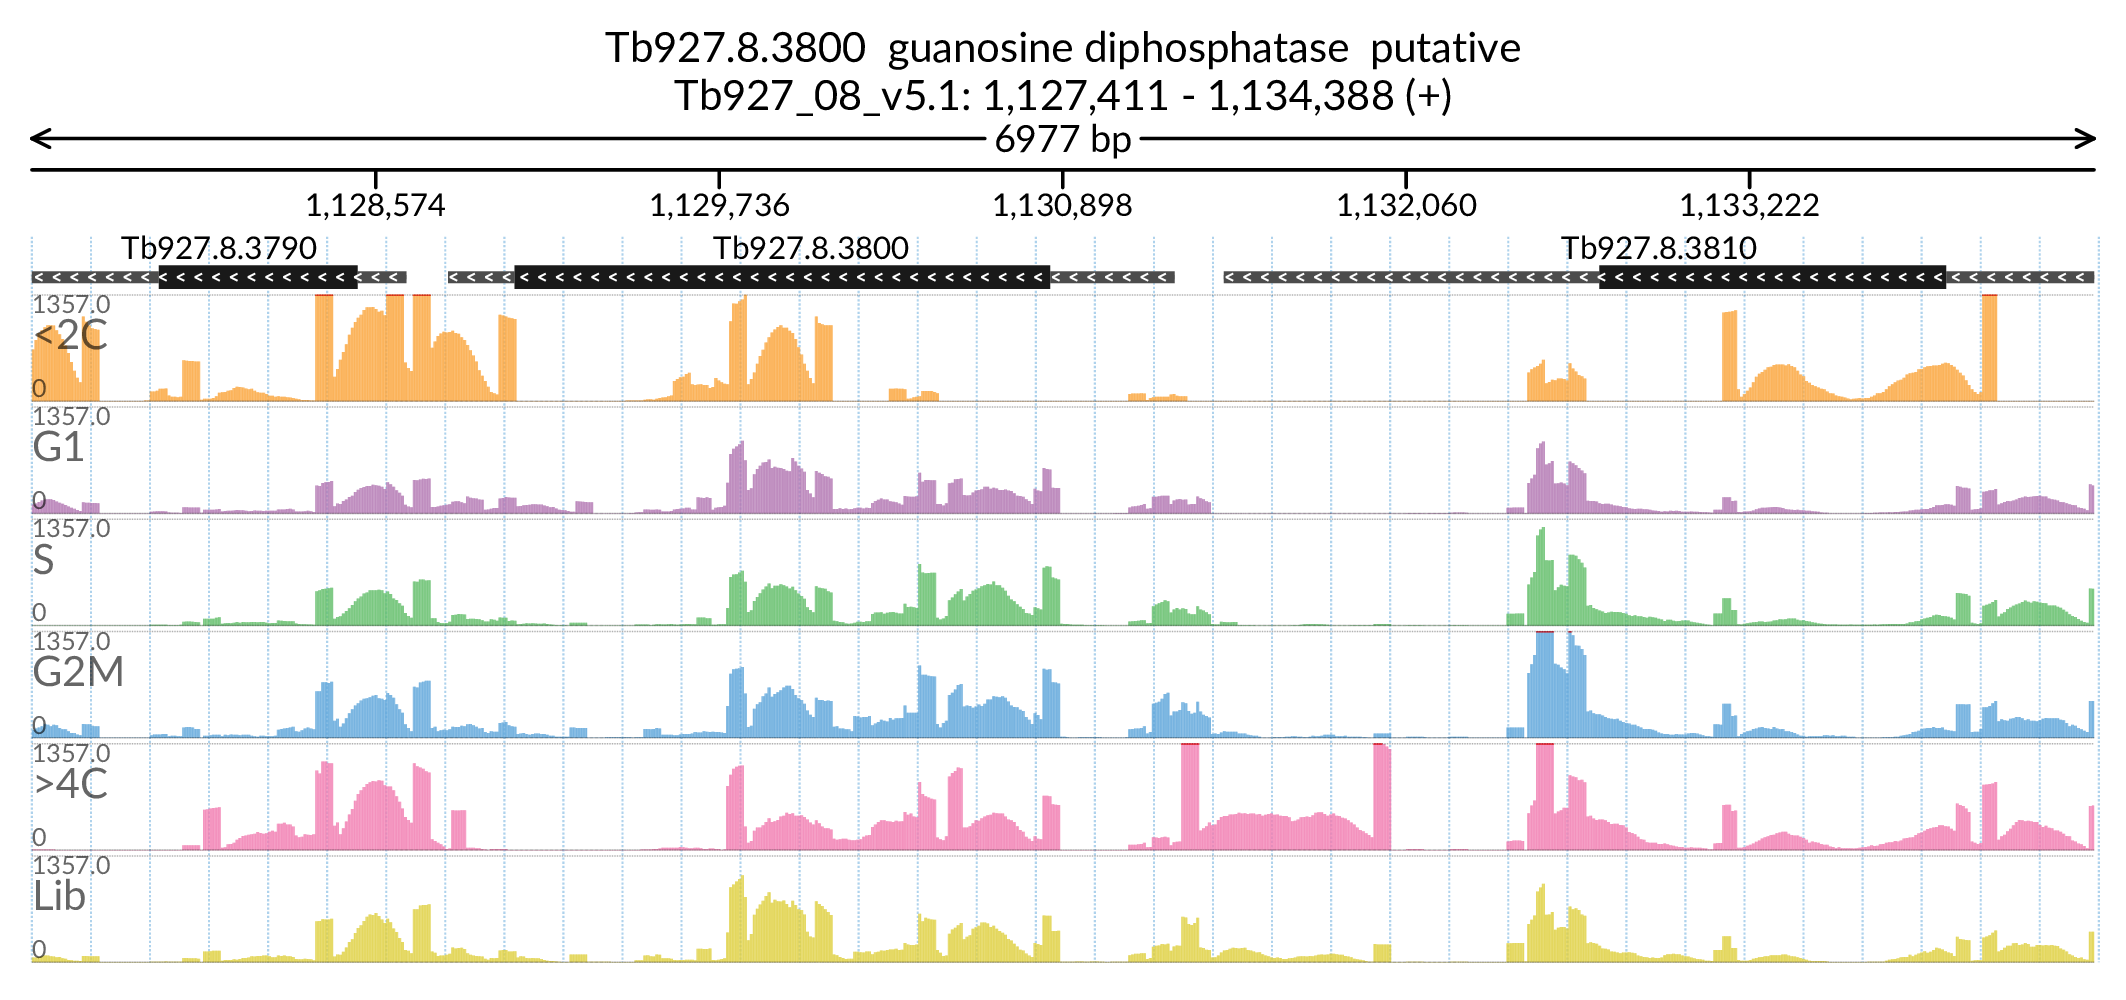 Tb927.8.3800  guanosine diphosphatase  putative
Tb927_08_v5.1: 1,127,411 - 1,134,388 (+)
6977 bp
1,128,574 1,129,736 1,130,898 1,132,060 1,133,222
Tb927.8.3790 Tb927.8.3800 Tb927.8.3810
1357.0
<2C
0
1357.0
G1
0
1357.0
S
0
1357.0
G2M
0
1357.0
>4C
0
1357.0
Lib
0